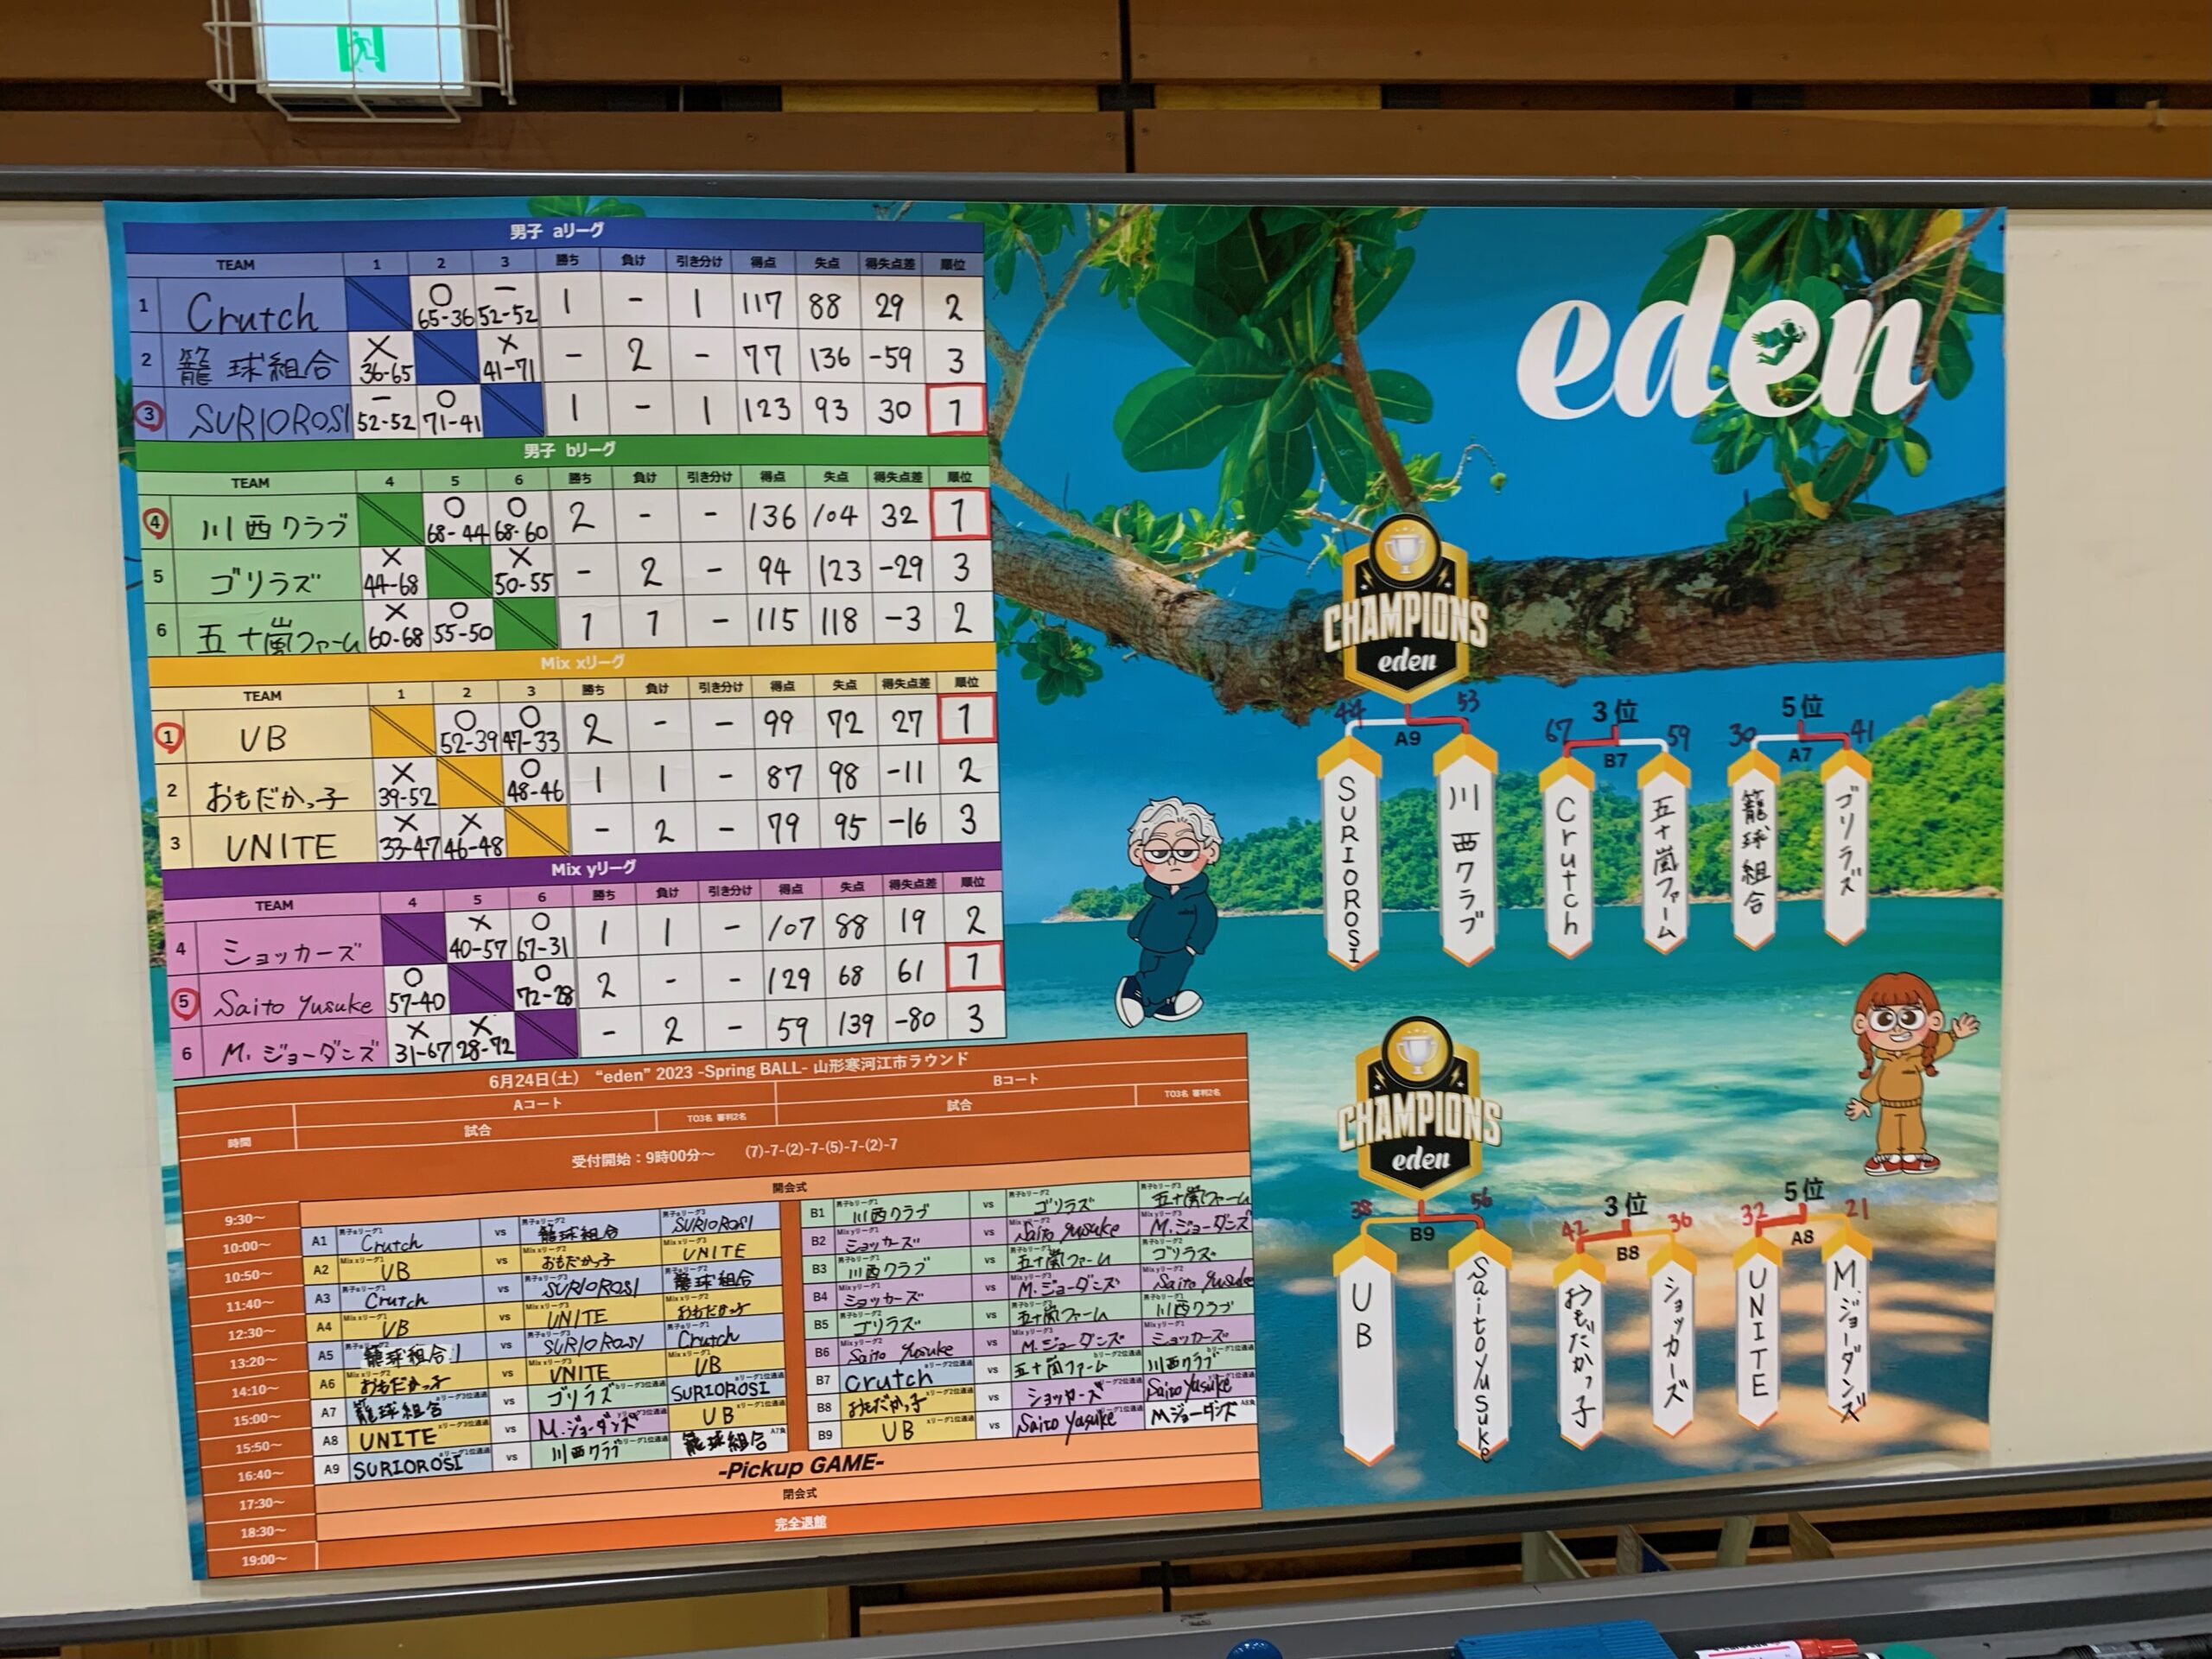 男子 aリーグ
TEAM 1 2 3 勝ち 負け 引き分け 得点 失点 得失点差 順位
1 Crutch ○ 65-36 — 52-52 1 - 1 117 88 29 2
2 籠球組合 × 36-65 × 41-71 - 2 - 77 136 -59 3
3 SURIOROSI — 52-52 ○ 71-41 1 - 1 123 93 30 1
男子 bリーグ
TEAM 4 5 6 勝ち 負け 引き分け 得点 失点 得失点差 順位
4 川西クラブ ○ 68-44 ○ 68-60 2 - - 136 104 32 1
5 ゴリラズ × 44-68 × 50-55 - 2 - 94 123 -29 3
6 五十嵐ファーム × 60-68 ○ 55-50 1 1 - 115 118 -3 2
Mix xリーグ
TEAM 1 2 3 勝ち 負け 引き分け 得点 失点 得失点差 順位
1 UB ○ 52-39 ○ 47-33 2 - - 99 72 27 1
2 おもだかっ子 × 39-52 ○ 48-46 1 1 - 87 98 -11 2
3 UNITE × 33-47 × 46-48 - 2 - 79 95 -16 3
Mix yリーグ
TEAM 4 5 6 勝ち 負け 引き分け 得点 失点 得失点差 順位
4 ショッカーズ × 40-57 ○ 67-31 1 1 - 107 88 19 2
5 Saito Yusuke ○ 57-40 ○ 72-28 2 - - 129 68 61 1
6 M.ジョーダンズ × 31-67 × 28-72 - 2 - 59 139 -80 3
6月24日(土) “eden” 2023 -Spring BALL- 山形寒河江市ラウンド
Aコート Bコート
時間 試合 TO3名 審判2名 試合 TO3名 審判2名
受付開始：9時00分～ (7)-7-(2)-7-(5)-7-(2)-7
9:30～ 開会式
10:00～ A1 Crutch vs 籠球組合 SURIOROSI B1 川西クラブ vs ゴリラズ 五十嵐ファーム
10:50～ A2 UB vs おもだかっ子 UNITE B2 ショッカーズ vs Saito Yusuke M.ジョーダンズ
11:40～ A3 Crutch vs SURIOROSI 籠球組合 B3 川西クラブ vs 五十嵐ファーム ゴリラズ
12:30～ A4 UB vs UNITE おもだかっ子 B4 ショッカーズ vs M.ジョーダンズ Saito Yusuke
13:20～ A5 籠球組合 vs SURIOROSI Crutch B5 ゴリラズ vs 五十嵐ファーム 川西クラブ
14:10～ A6 おもだかっ子 vs UNITE UB B6 Saito Yusuke vs M.ジョーダンズ ショッカーズ
15:00～ A7 籠球組合 vs ゴリラズ SURIOROSI B7 Crutch vs 五十嵐ファーム 川西クラブ
15:50～ A8 UNITE vs M.ジョーダンズ UB B8 おもだかっ子 vs ショッカーズ Saito Yusuke
16:40～ A9 SURIOROSI vs 川西クラブ 籠球組合 B9 UB vs Saito Yasuke Mジョーダンズ
17:30～ -Pickup GAME-
18:30～ 閉会式
19:00～ 完全退館
eden
CHAMPIONS
eden
44 53
A9
SURIOROSI
川西クラブ
3位
67 59
B7
Crutch
五十嵐ファーム
5位
30 41
A7
籠球組合
ゴリラズ
CHAMPIONS
eden
38 56
B9
UB
Saito Yusuke
3位
42 36
B8
おもだかっ子
ショッカーズ
5位
32 21
A8
UNITE
M.ジョーダンズ